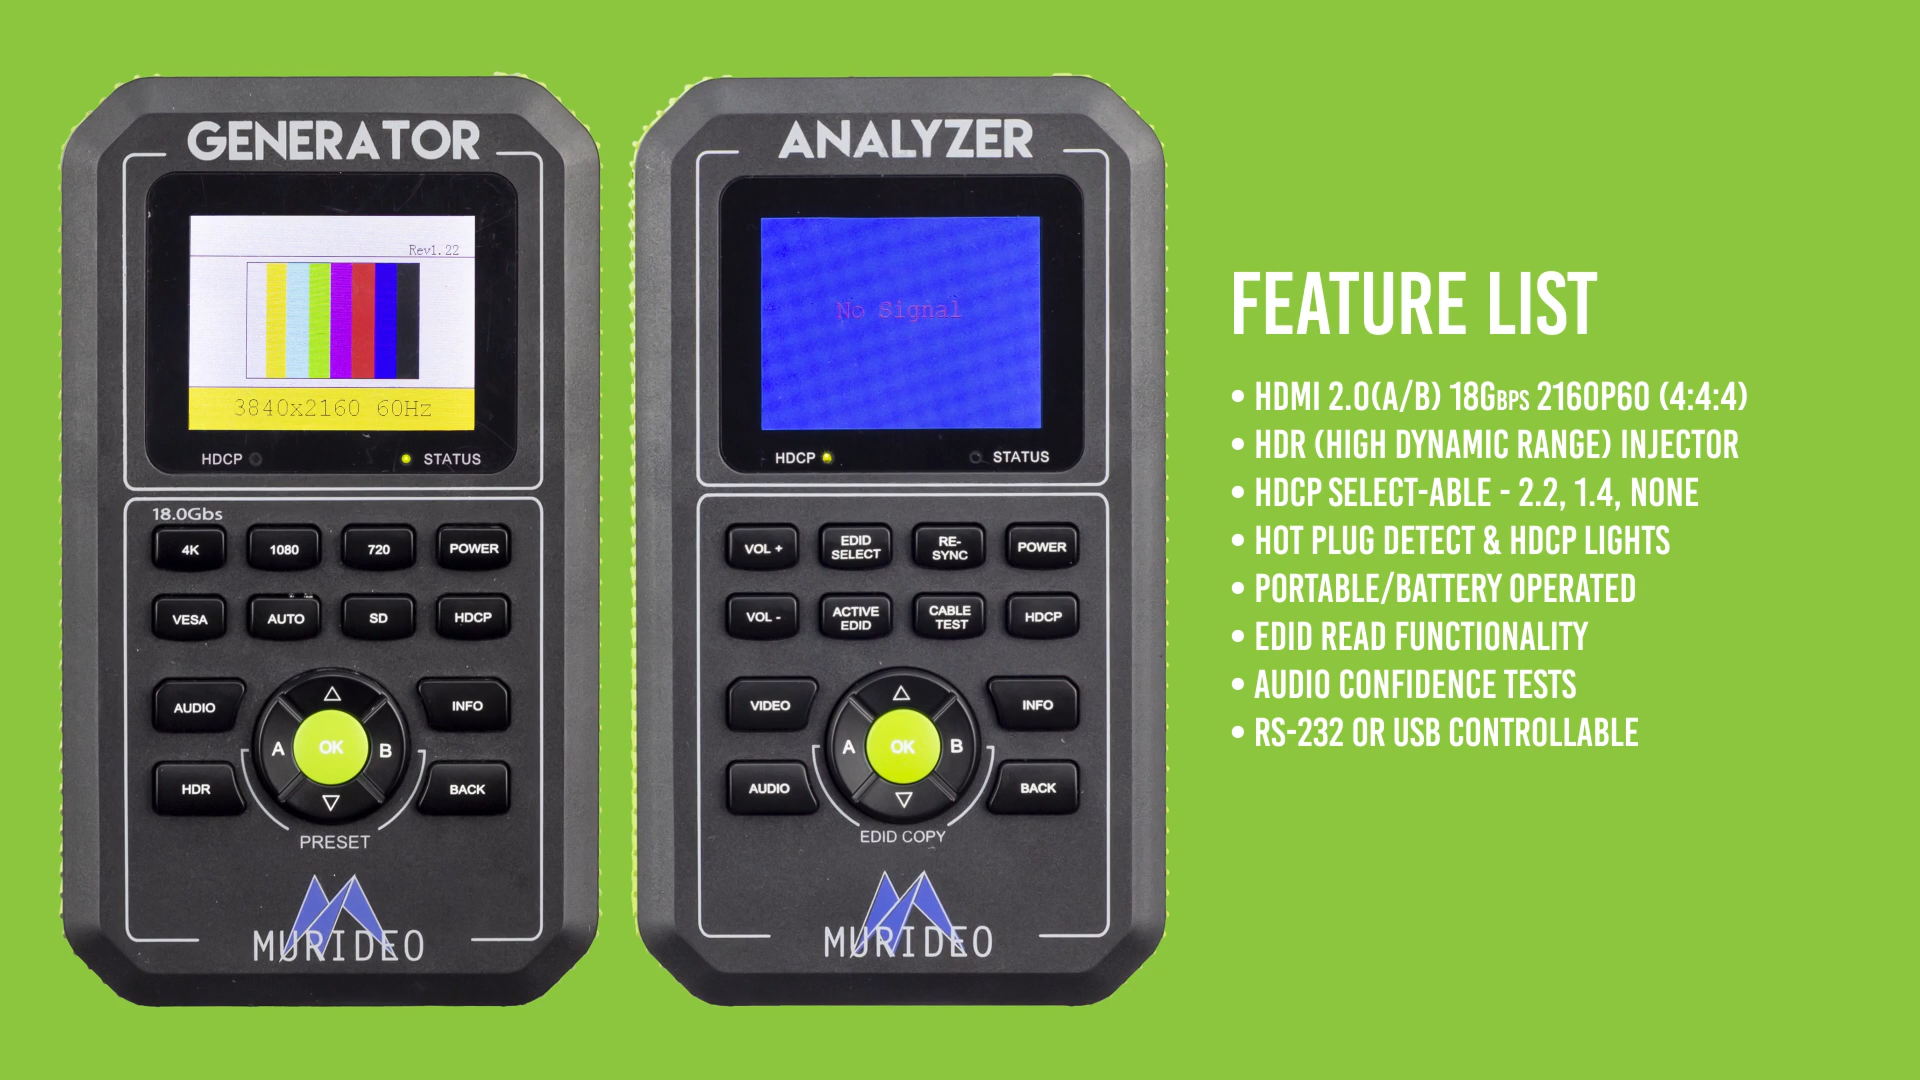 GENERATOR
Rev1.22
3840x2160 60Hz
HDCP STATUS
18.0Gbs
4K 1080 720 POWER
VESA AUTO SD HDCP
AUDIO INFO
A OK B
HDR BACK
PRESET
MURIDEO
ANALYZER
No Signal
HDCP STATUS
VOL + EDID SELECT RE-SYNC POWER
VOL - ACTIVE EDID CABLE TEST HDCP
VIDEO INFO
A OK B
AUDIO BACK
EDID COPY
MURIDEO
FEATURE LIST
• HDMI 2.0(A/B) 18GBPS 2160P60 (4:4:4)
• HDR (HIGH DYNAMIC RANGE) INJECTOR
• HDCP SELECT-ABLE - 2.2, 1.4, NONE
• HOT PLUG DETECT & HDCP LIGHTS
• PORTABLE/BATTERY OPERATED
• EDID READ FUNCTIONALITY
• AUDIO CONFIDENCE TESTS
• RS-232 OR USB CONTROLLABLE